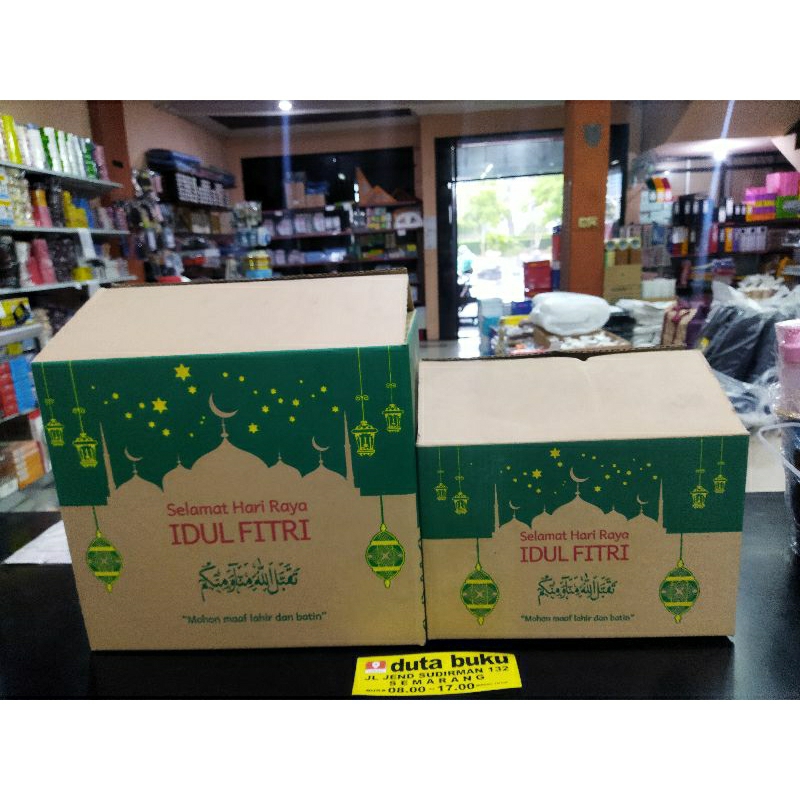 Selamat Hari Raya
IDUL FITRI
تقبل الله منا ومنكم
"Mohon maaf lahir dan batin"
Selamat Hari Raya
IDUL FITRI
تقبل الله منا ومنكم
"Mohon maaf lahir dan batin"
duta buku
JL JEND SUDIRMAN 132
SEMARANG
BUKA 08.00 - 17.00